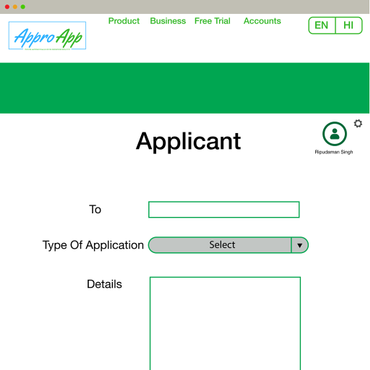 Product Business Free Trial Accounts
EN HI
ApproApp
Applicant
Ripudaman Singh
To
Type Of Application Select
Details